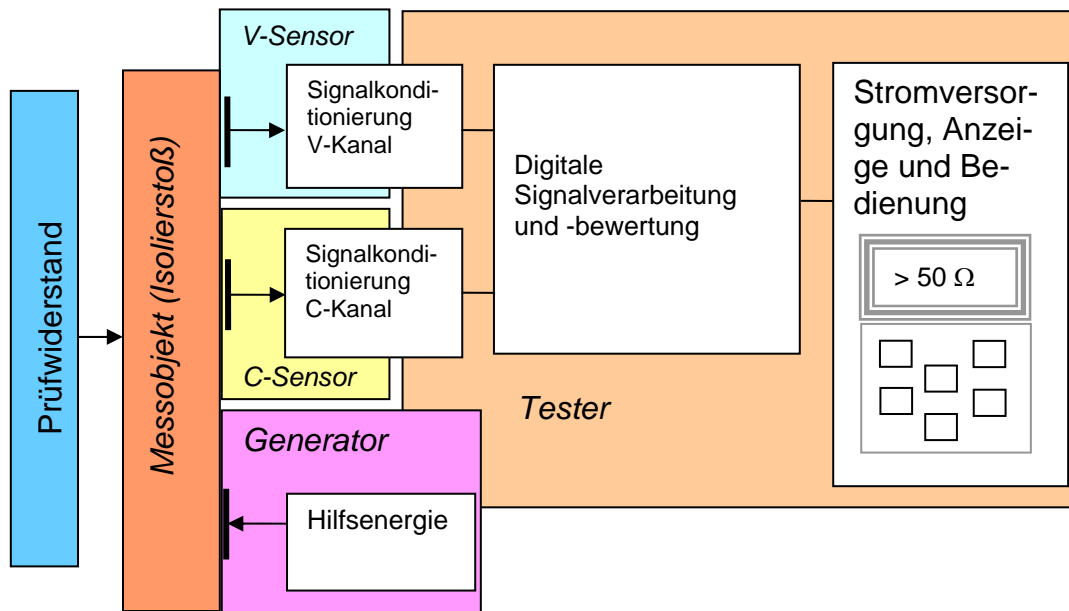 Prüfwiderstand
Messobjekt (Isolierstoß)
V-Sensor
Signalkondi-
tionierung
V-Kanal
Signalkondi-
tionierung
C-Kanal
C-Sensor
Generator
Hilfsenergie
Digitale
Signalverarbeitung
und -bewertung
Tester
Stromversor-
gung, Anzei-
ge und Be-
dienung
> 50 Ω